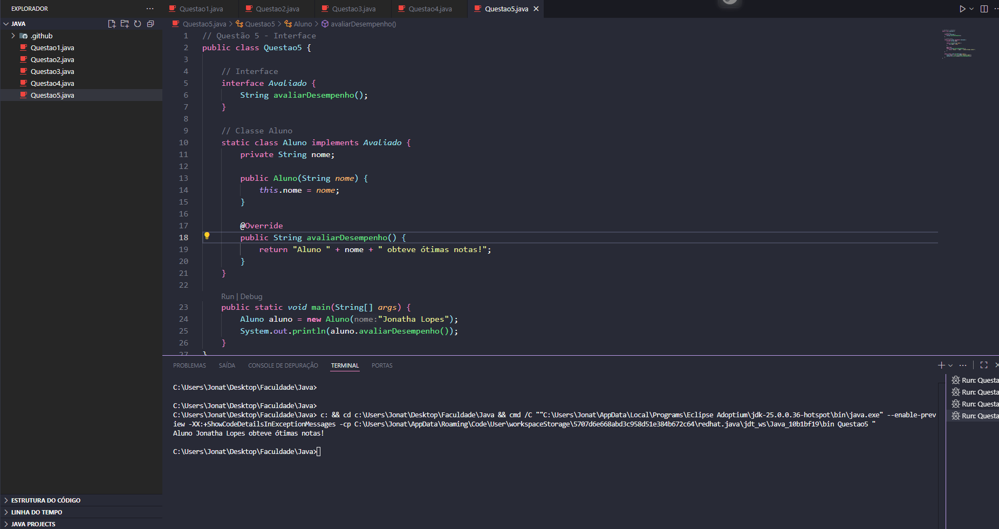 EXPLORADOR
JAVA
.github
Questao1.java
Questao2.java
Questao3.java
Questao4.java
Questao5.java
ESTRUTURA DO CÓDIGO
LINHA DO TEMPO
JAVA PROJECTS
Questao1.java Questao2.java Questao3.java Questao4.java Questao5.java
Questao5.java > Questao5 > Aluno > avaliarDesempenho()
1 // Questão 5 - Interface
2 public class Questao5 {
3
4 // Interface
5 interface Avaliado {
6 String avaliarDesempenho();
7 }
8
9 // Classe Aluno
10 static class Aluno implements Avaliado {
11 private String nome;
12
13 public Aluno(String nome) {
14 this.nome = nome;
15 }
16
17 @Override
18 public String avaliarDesempenho() {
19 return "Aluno " + nome + " obteve ótimas notas!";
20 }
21 }
22
Run | Debug
23 public static void main(String[] args) {
24 Aluno aluno = new Aluno(nome:"Jonatha Lopes");
25 System.out.println(aluno.avaliarDesempenho());
26 }
27 }
PROBLEMAS SAÍDA CONSOLE DE DEPURAÇÃO TERMINAL PORTAS
C:\Users\Jonat\Desktop\Faculdade\Java>
C:\Users\Jonat\Desktop\Faculdade\Java>
C:\Users\Jonat\Desktop\Faculdade\Java> c: && cd c:\Users\Jonat\Desktop\Faculdade\Java && cmd /C ""C:\Users\Jonat\AppData\Local\Programs\Eclipse Adoptium\jdk-25.0.0.36-hotspot\bin\java.exe" --enable-prev
iew -XX:+ShowCodeDetailsInExceptionMessages -cp C:\Users\Jonat\AppData\Roaming\Code\User\workspaceStorage\5707d6e668abd3c958d51e384b672c64\redhat.java\jdt_ws\Java_10b1bf19\bin Questao5 "
Aluno Jonatha Lopes obteve ótimas notas!
C:\Users\Jonat\Desktop\Faculdade\Java>
Run: Questa
Run: Questa
Run: Questa
Run: Questa